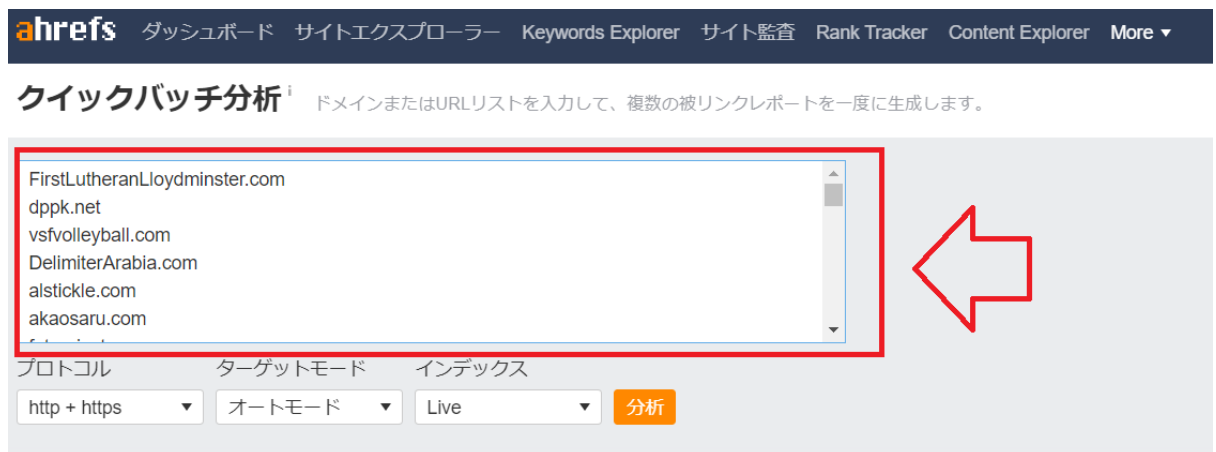 ahrefs ダッシュボード サイトエクスプローラー Keywords Explorer サイト監査 Rank Tracker Content Explorer More ▼
クイックバッチ分析 i ドメインまたはURLリストを入力して、複数の被リンクレポートを一度に生成します。
FirstLutheranLloydminster.com
dppk.net
vsfvolleyball.com
DelimiterArabia.com
alstickle.com
akaosaru.com
プロトコル ターゲットモード インデックス
http + https ▼ オートモード ▼ Live ▼ 分析